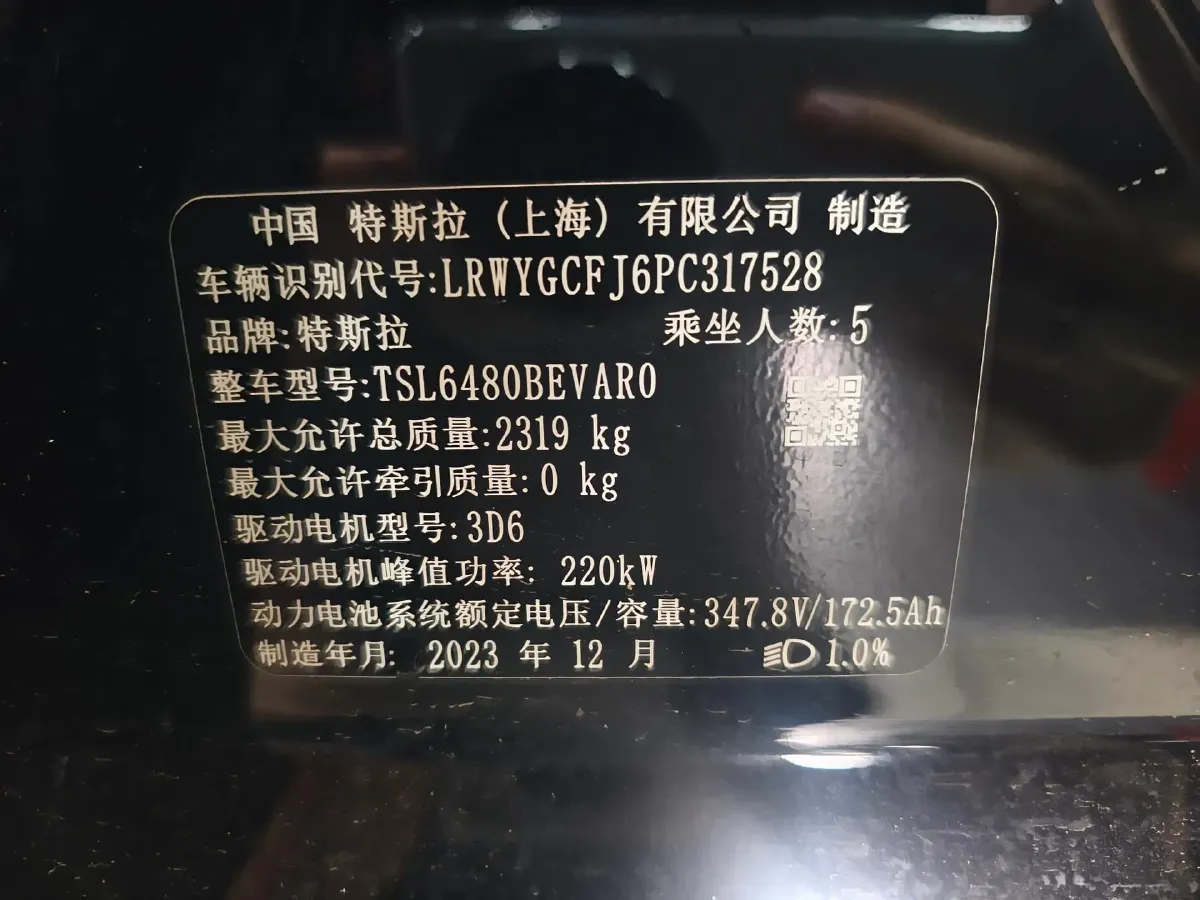 中国 特斯拉（上海）有限公司 制造
车辆识别代号:LRWYGCFJ6PC317528
品牌:特斯拉 乘坐人数:5
整车型号:TSL6480BEVAR0
最大允许总质量:2319 kg
最大允许牵引质量:0 kg
驱动电机型号:3D6
驱动电机峰值功率: 220kW
动力电池系统额定电压/容量:347.8V/172.5Ah
制造年月: 2023 年 12 月 1.0%